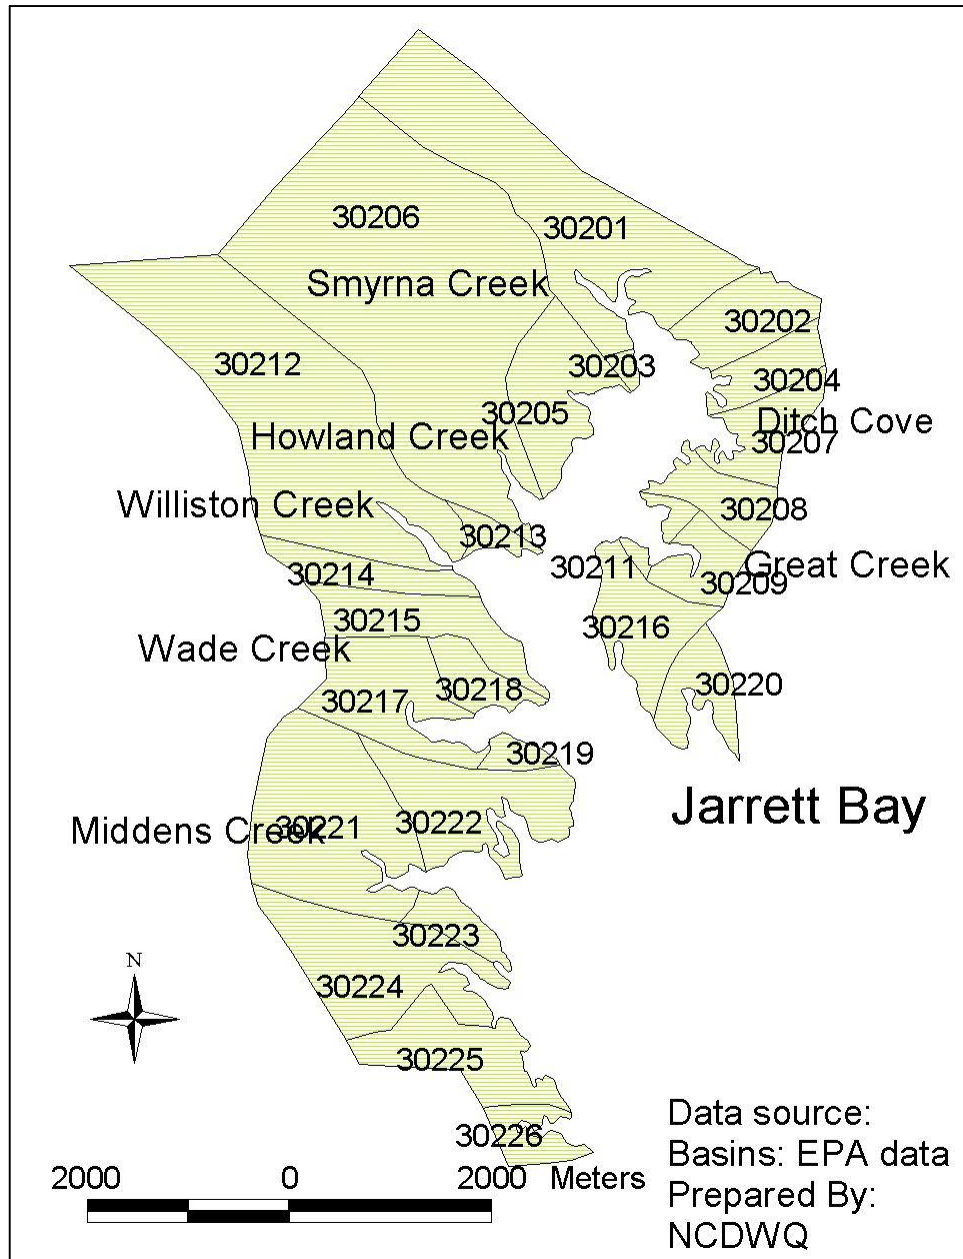 30206
30201
Smyrna Creek
30202
30212
30203
30204
30205
Ditch Cove
Howland Creek
30207
Williston Creek
30208
30213
Great Creek
30211
30214
30209
30215
30216
Wade Creek
30220
30218
30217
30219
Jarrett Bay
30222
Middens Creek
30221
30223
N
30224
30225
Data source:
Basins: EPA data
Prepared By:
NCDWQ
30226
2000 0 2000 Meters